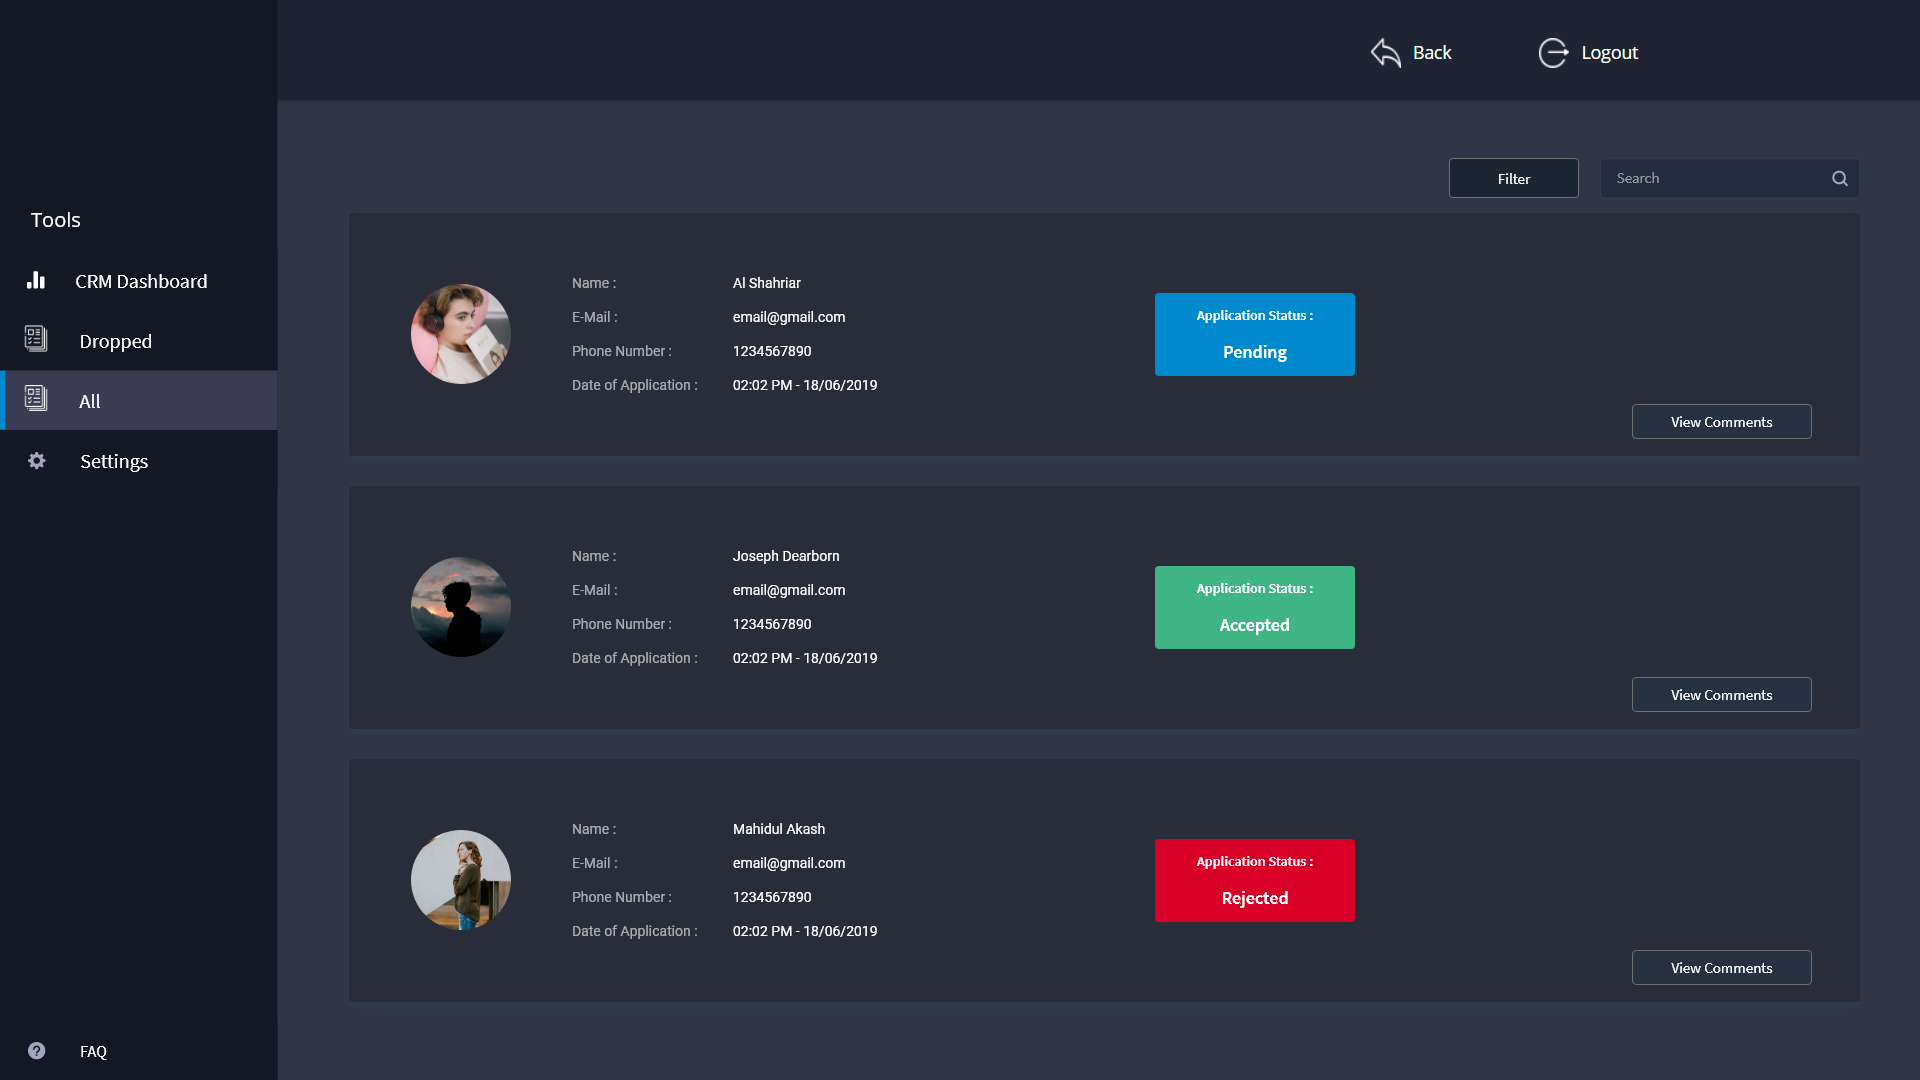 Back
Logout
Tools
CRM Dashboard
Dropped
All
Settings
FAQ
Filter
Search
Name : Al Shahriar
E-Mail : email@gmail.com
Phone Number : 1234567890
Date of Application : 02:02 PM - 18/06/2019
Application Status :
Pending
View Comments
Name : Joseph Dearborn
E-Mail : email@gmail.com
Phone Number : 1234567890
Date of Application : 02:02 PM - 18/06/2019
Application Status :
Accepted
View Comments
Name : Mahidul Akash
E-Mail : email@gmail.com
Phone Number : 1234567890
Date of Application : 02:02 PM - 18/06/2019
Application Status :
Rejected
View Comments